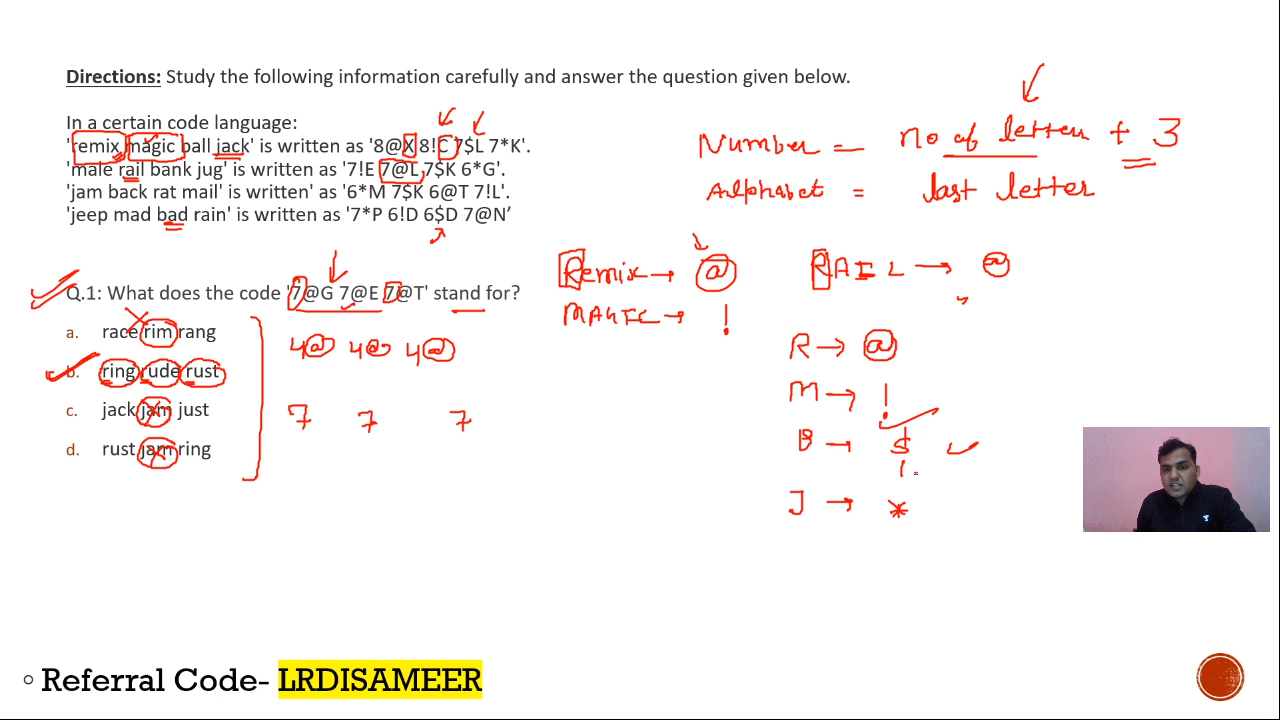 Directions: Study the following information carefully and answer the question given below.
In a certain code language:
'remix magic ball jack' is written as '8@X 8!C 7$L 7*K'.
'male rail bank jug' is written as '7!E 7@L 7$K 6*G'.
'jam back rat mail' is written' as '6*M 7$K 6@T 7!L'.
'jeep mad bad rain' is written as '7*P 6!D 6$D 7@N’
Number = no of letter + 3
Alphabet = last letter
Remix → @
RAIL → @
MAGIC → !
Q.1: What does the code '7@G 7@E 7@T' stand for?
a. race rim rang
b. ring rude rust
c. jack jam just
d. rust jam ring
4@ 4@ 4@
7 7 7
R → @
M → !
B → $
J → *
Referral Code- LRDISAMEER